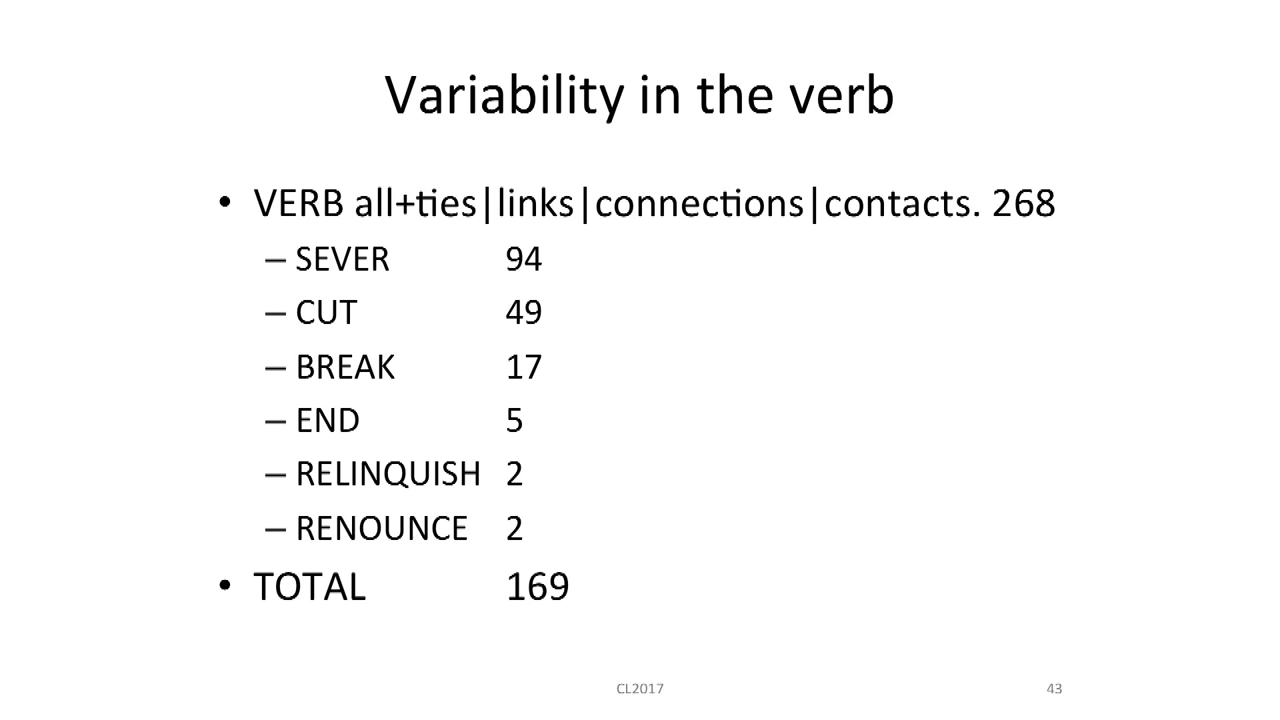 Variability in the verb
• VERB all+ties|links|connections|contacts. 268
– SEVER 94
– CUT 49
– BREAK 17
– END 5
– RELINQUISH 2
– RENOUNCE 2
• TOTAL 169
CL2017
43